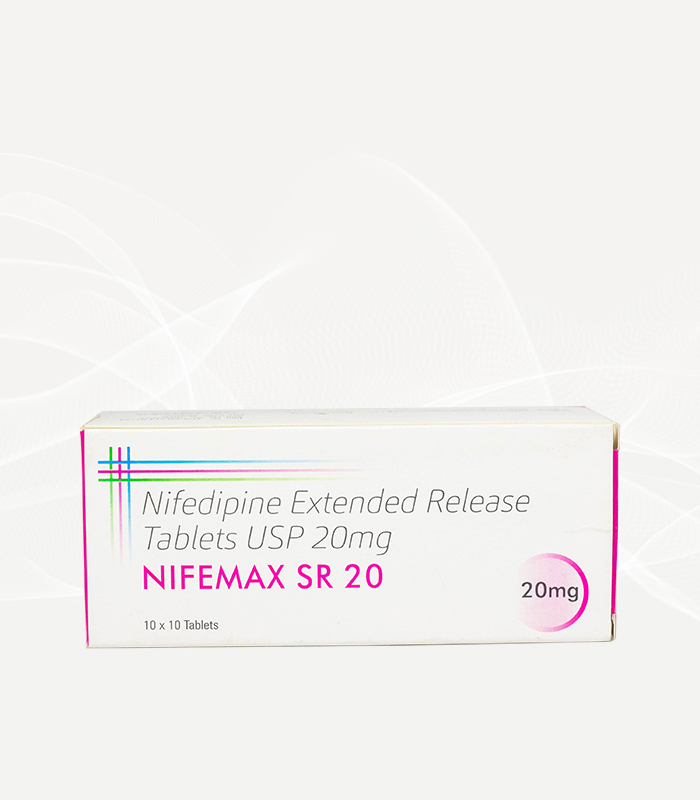 Nifedipine Extended Release
Tablets USP 20mg
NIFEMAX SR 20
20mg
10 x 10 Tablets